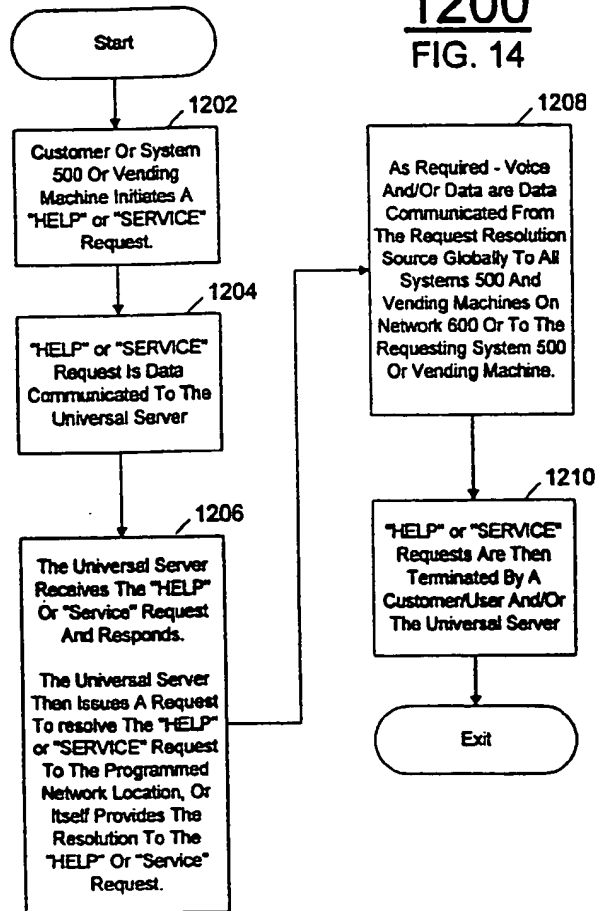 1200
FIG. 14
Start
1202
Customer Or System
500 Or Vending
Machine Initiates A
"HELP" or "SERVICE"
Request.
1204
"HELP" or "SERVICE"
Request Is Data
Communicated To The
Universal Server
1206
The Universal Server
Receives The "HELP"
Or "Service" Request
And Responds.
The Universal Server
Then Issues A Request
To resolve The "HELP"
or "SERVICE" Request
To The Programmed
Network Location, Or
Itself Provides The
Resolution To The
"HELP" Or "Service"
Request.
1208
As Required - Voice
And/Or Data are Data
Communicated From
The Request Resolution
Source Globally To All
Systems 500 And
Vending Machines On
Network 600 Or To The
Requesting System 500
Or Vending Machine.
1210
"HELP" or "SERVICE"
Requests Are Then
Terminated By A
Customer/User And/Or
The Universal Server
Exit